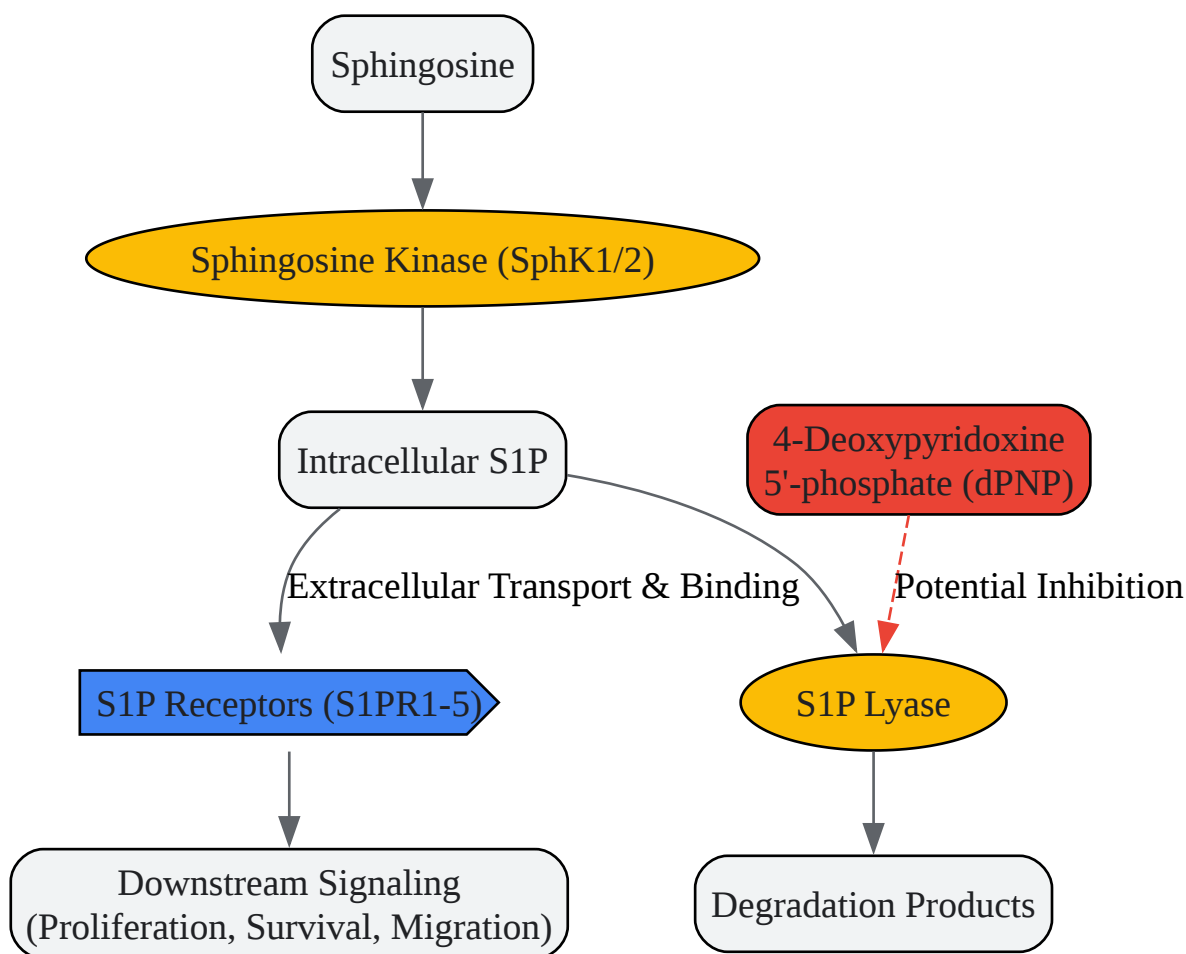 Sphingosine
Sphingosine Kinase (SphK1/2)
Intracellular S1P
4-Deoxypyridoxine
5'-phosphate (dPNP)
Extracellular Transport & Binding
Potential Inhibition
S1P Receptors (S1PR1-5)
S1P Lyase
Downstream Signaling
(Proliferation, Survival, Migration)
Degradation Products